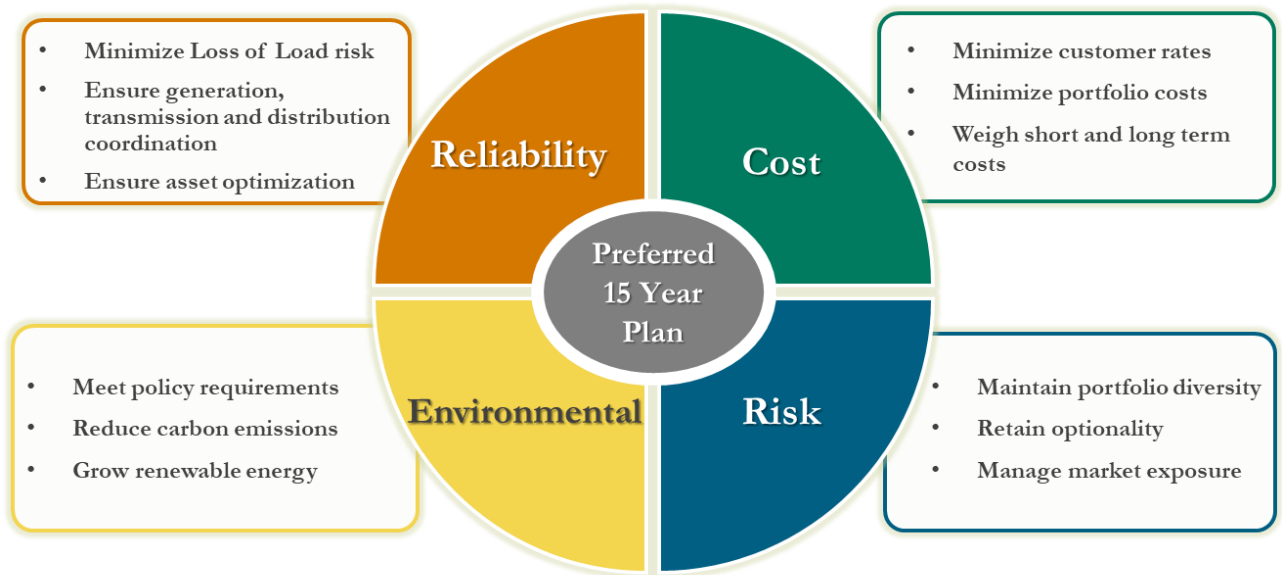 • Minimize Loss of Load risk
• Ensure generation,
transmission and distribution
coordination
• Ensure asset optimization
Reliability
Cost
• Minimize customer rates
• Minimize portfolio costs
• Weigh short and long term
costs
Preferred
15 Year
Plan
• Meet policy requirements
• Reduce carbon emissions
• Grow renewable energy
Environmental
Risk
• Maintain portfolio diversity
• Retain optionality
• Manage market exposure